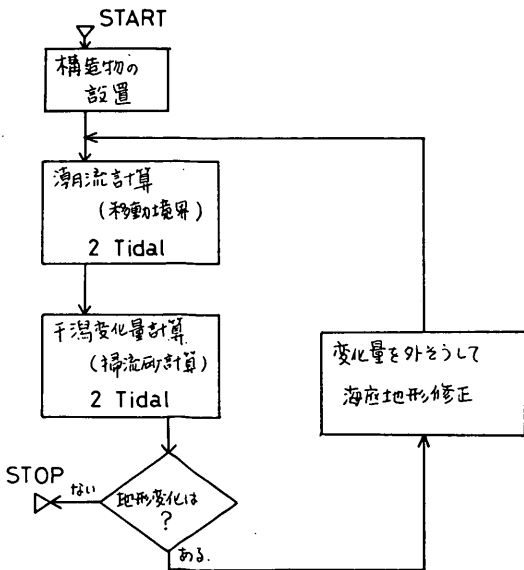 START
構造物の
設置
潮流計算
(移動境界)
2 Tidal
干潟変化量計算
(掃流砂計算)
2 Tidal
変化量を外そうして
海底地形修正
地形変化は
?
STOP
ない
ある.